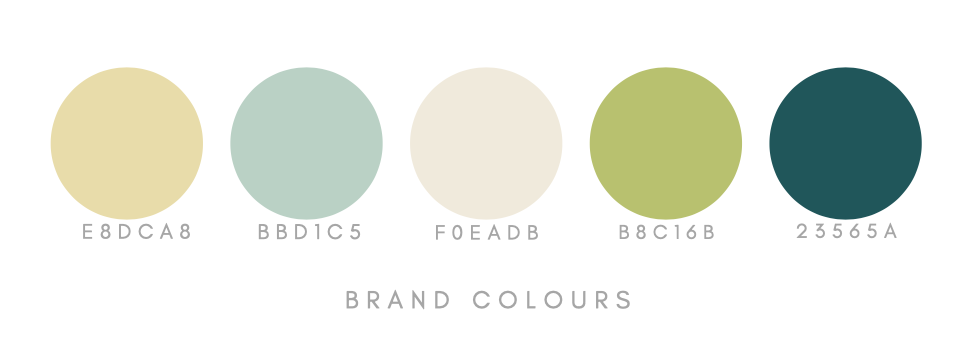 E8DCA8 BBD1C5 F0EADB B8C16B 23565A
BRAND COLOURS